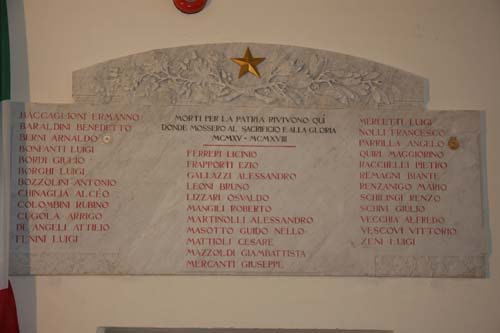 MORTI PER LA PATRIA RIVIVONO QUI
DONDE MOSSERO AL SACRIFICIO E ALLA GLORIA
MCMXV — MCMXVIII
BACCAGLIONI ERMANNO
BARALDINI BENEDETTO
BERNI ARNALDO
BONFANTI LUIGI
BORDI GIULIO
BORGHI LUIGI
BOZZOLINI ANTONIO
CHINAGLIA ALCEO
COLOMBINI RUBINO
CUGOLA ARRIGO
DE ANGELI ATTILIO
FENINI LUIGI
FERRERI LICINIO
FRAPPORTI EZIO
GALLAZZI ALESSANDRO
LEONI BRUNO
LIZZARI OSVALDO
MANGILI ROBERTO
MARTINOLLI ALESSANDRO
MASOTTO GUIDO NELLO
MATTIOLI CESARE
MAZZOLDI GIAMBATTISTA
MERCANTI GIUSEPPE
MERLETTI LUIGI
NOLLI FRANCESCO
PARRILLA ANGELO
QUIRI MAGGIORINO
RACCHELLI PIETRO
REMAGNI BIANTE
RENZANIGO MARIO
SCHILINGI RENZO
SCHIVI GIULIO
VECCHIA ALFREDO
VESCOVI VITTORIO
ZENI LUIGI